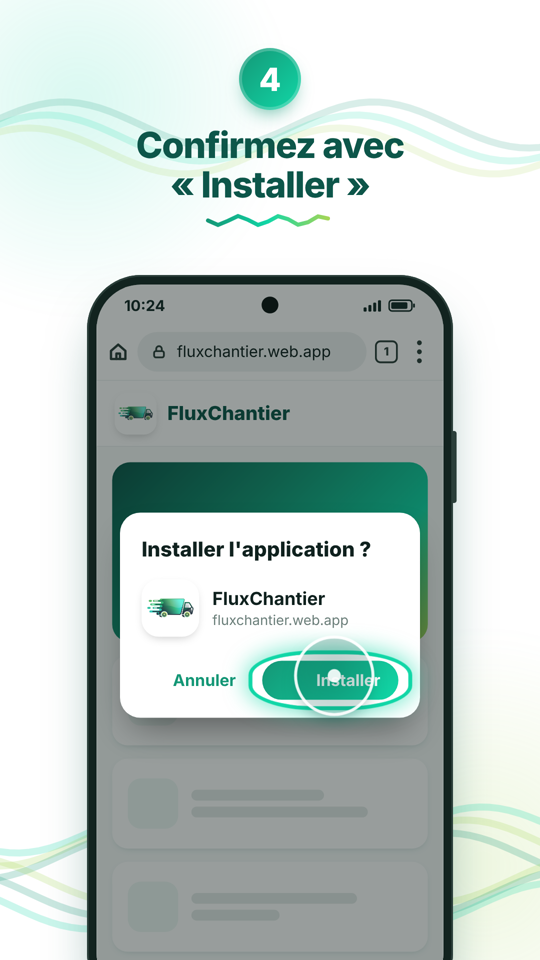 4
Confirmez avec
« Installer »
10:24
fluxchantier.web.app
1
FluxChantier
Installer l'application ?
FluxChantier
fluxchantier.web.app
Annuler
Installer